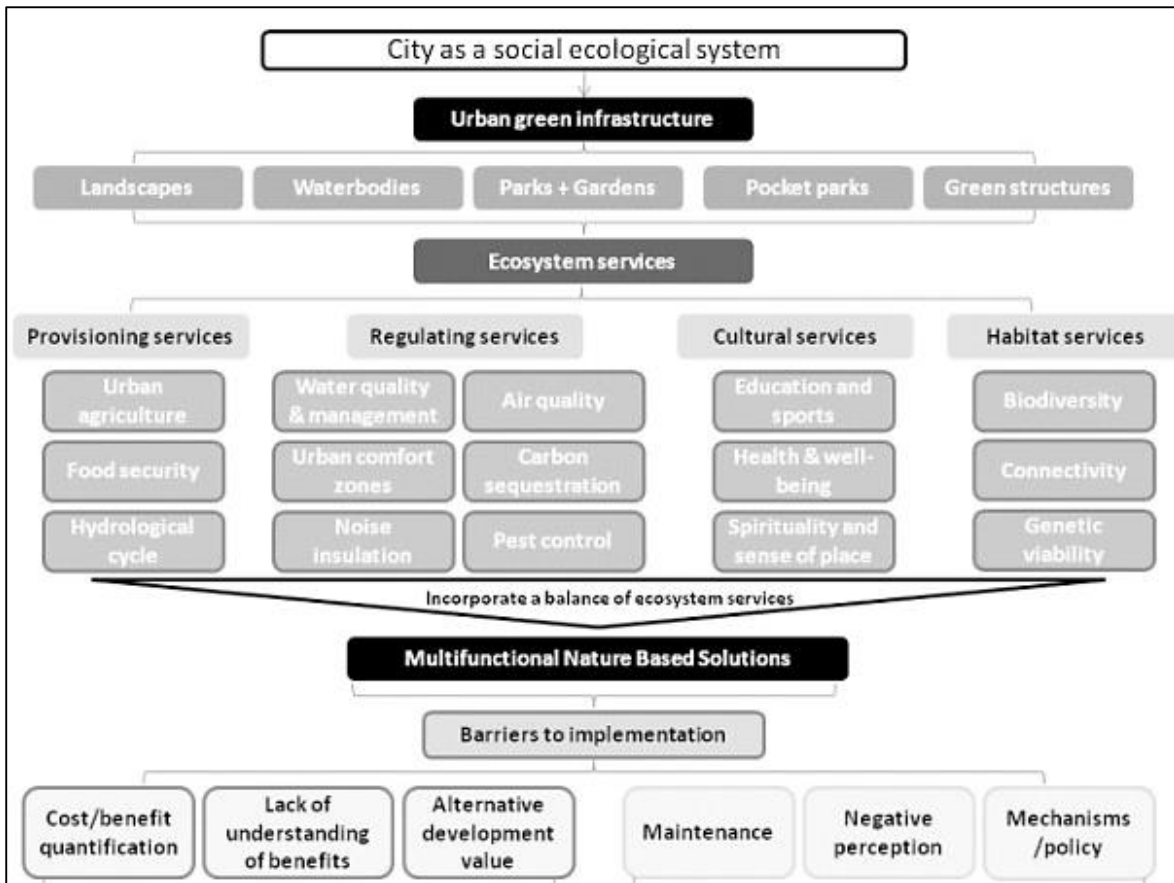 City as a social ecological system
Urban green infrastructure
Landscapes
Waterbodies
Parks + Gardens
Pocket parks
Green structures
Ecosystem services
Provisioning services
Regulating services
Cultural services
Habitat services
Urban
agriculture
Food security
Hydrological
cycle
Water quality
& management
Urban comfort
zones
Noise
insulation
Air quality
Carbon
sequestration
Pest control
Education and
sports
Health & well-
being
Spirituality and
sense of place
Biodiversity
Connectivity
Genetic
viability
Incorporate a balance of ecosystem services
Multifunctional Nature Based Solutions
Barriers to implementation
Cost/benefit
quantification
Lack of
understanding
of benefits
Alternative
development
value
Maintenance
Negative
perception
Mechanisms
/policy